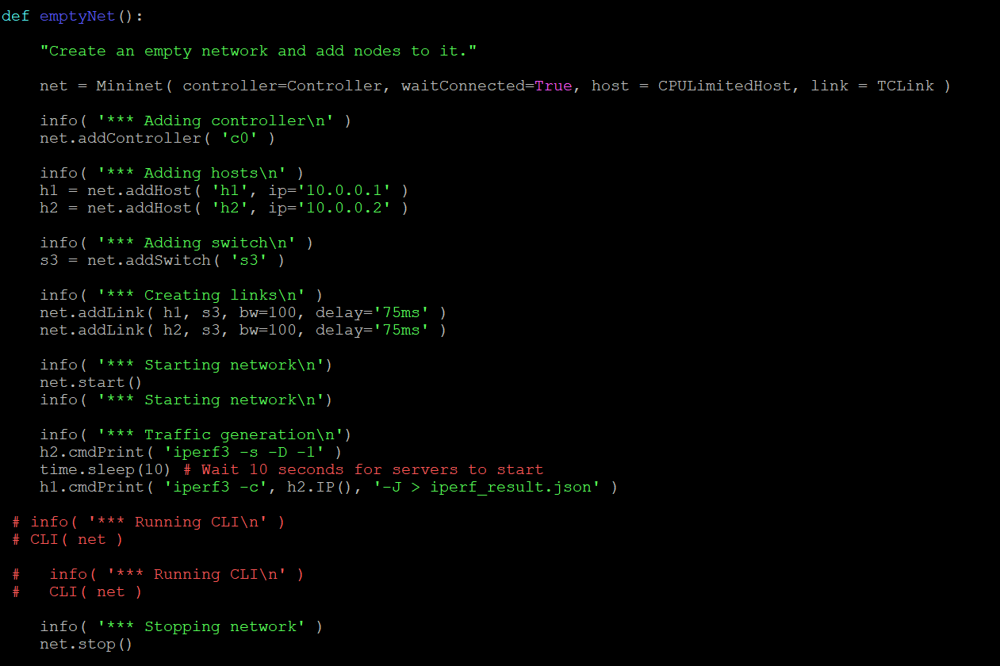 def emptyNet():
"Create an empty network and add nodes to it."
net = Mininet( controller=Controller, waitConnected=True, host = CPULimitedHost, link = TCLink )
info( '*** Adding controller\n' )
net.addController( 'c0' )
info( '*** Adding hosts\n' )
h1 = net.addHost( 'h1', ip='10.0.0.1' )
h2 = net.addHost( 'h2', ip='10.0.0.2' )
info( '*** Adding switch\n' )
s3 = net.addSwitch( 's3' )
info( '*** Creating links\n' )
net.addLink( h1, s3, bw=100, delay='75ms' )
net.addLink( h2, s3, bw=100, delay='75ms' )
info( '*** Starting network\n')
net.start()
info( '*** Starting network\n')
info( '*** Traffic generation\n')
h2.cmdPrint( 'iperf3 -s -D -1' )
time.sleep(10) # Wait 10 seconds for servers to start
h1.cmdPrint( 'iperf3 -c', h2.IP(), '-J > iperf_result.json' )
# info( '*** Running CLI\n' )
# CLI( net )
#   info( '*** Running CLI\n' )
#   CLI( net )
info( '*** Stopping network' )
net.stop()